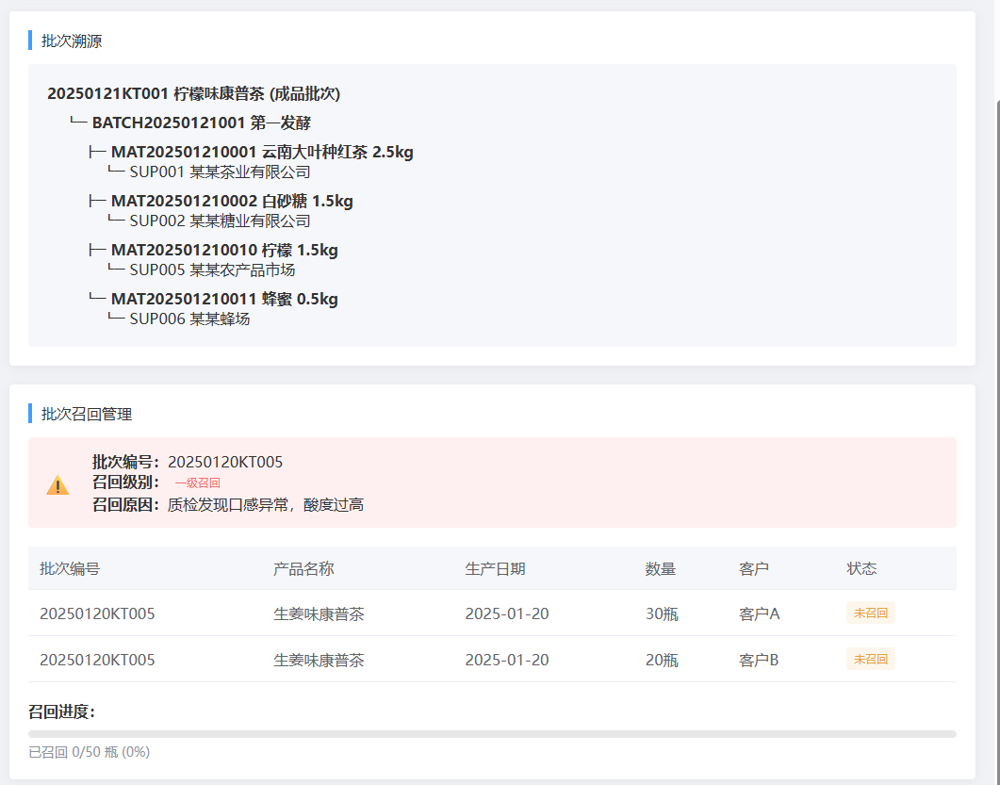 批次溯源
20250121KT001 柠檬味康普茶 (成品批次)
└─ BATCH20250121001 第一发酵
├─ MAT202501210001 云南大叶种红茶 2.5kg
└─ SUP001 某某茶业有限公司
├─ MAT202501210002 白砂糖 1.5kg
└─ SUP002 某某糖业有限公司
├─ MAT202501210010 柠檬 1.5kg
└─ SUP005 某某农产品市场
└─ MAT202501210011 蜂蜜 0.5kg
└─ SUP006 某某蜂场
批次召回管理
批次编号：20250120KT005
召回级别：一级召回
召回原因：质检发现口感异常，酸度过高
批次编号 产品名称 生产日期 数量 客户 状态
20250120KT005 生姜味康普茶 2025-01-20 30瓶 客户A 未召回
20250120KT005 生姜味康普茶 2025-01-20 20瓶 客户B 未召回
召回进度：
已召回 0/50 瓶 (0%)